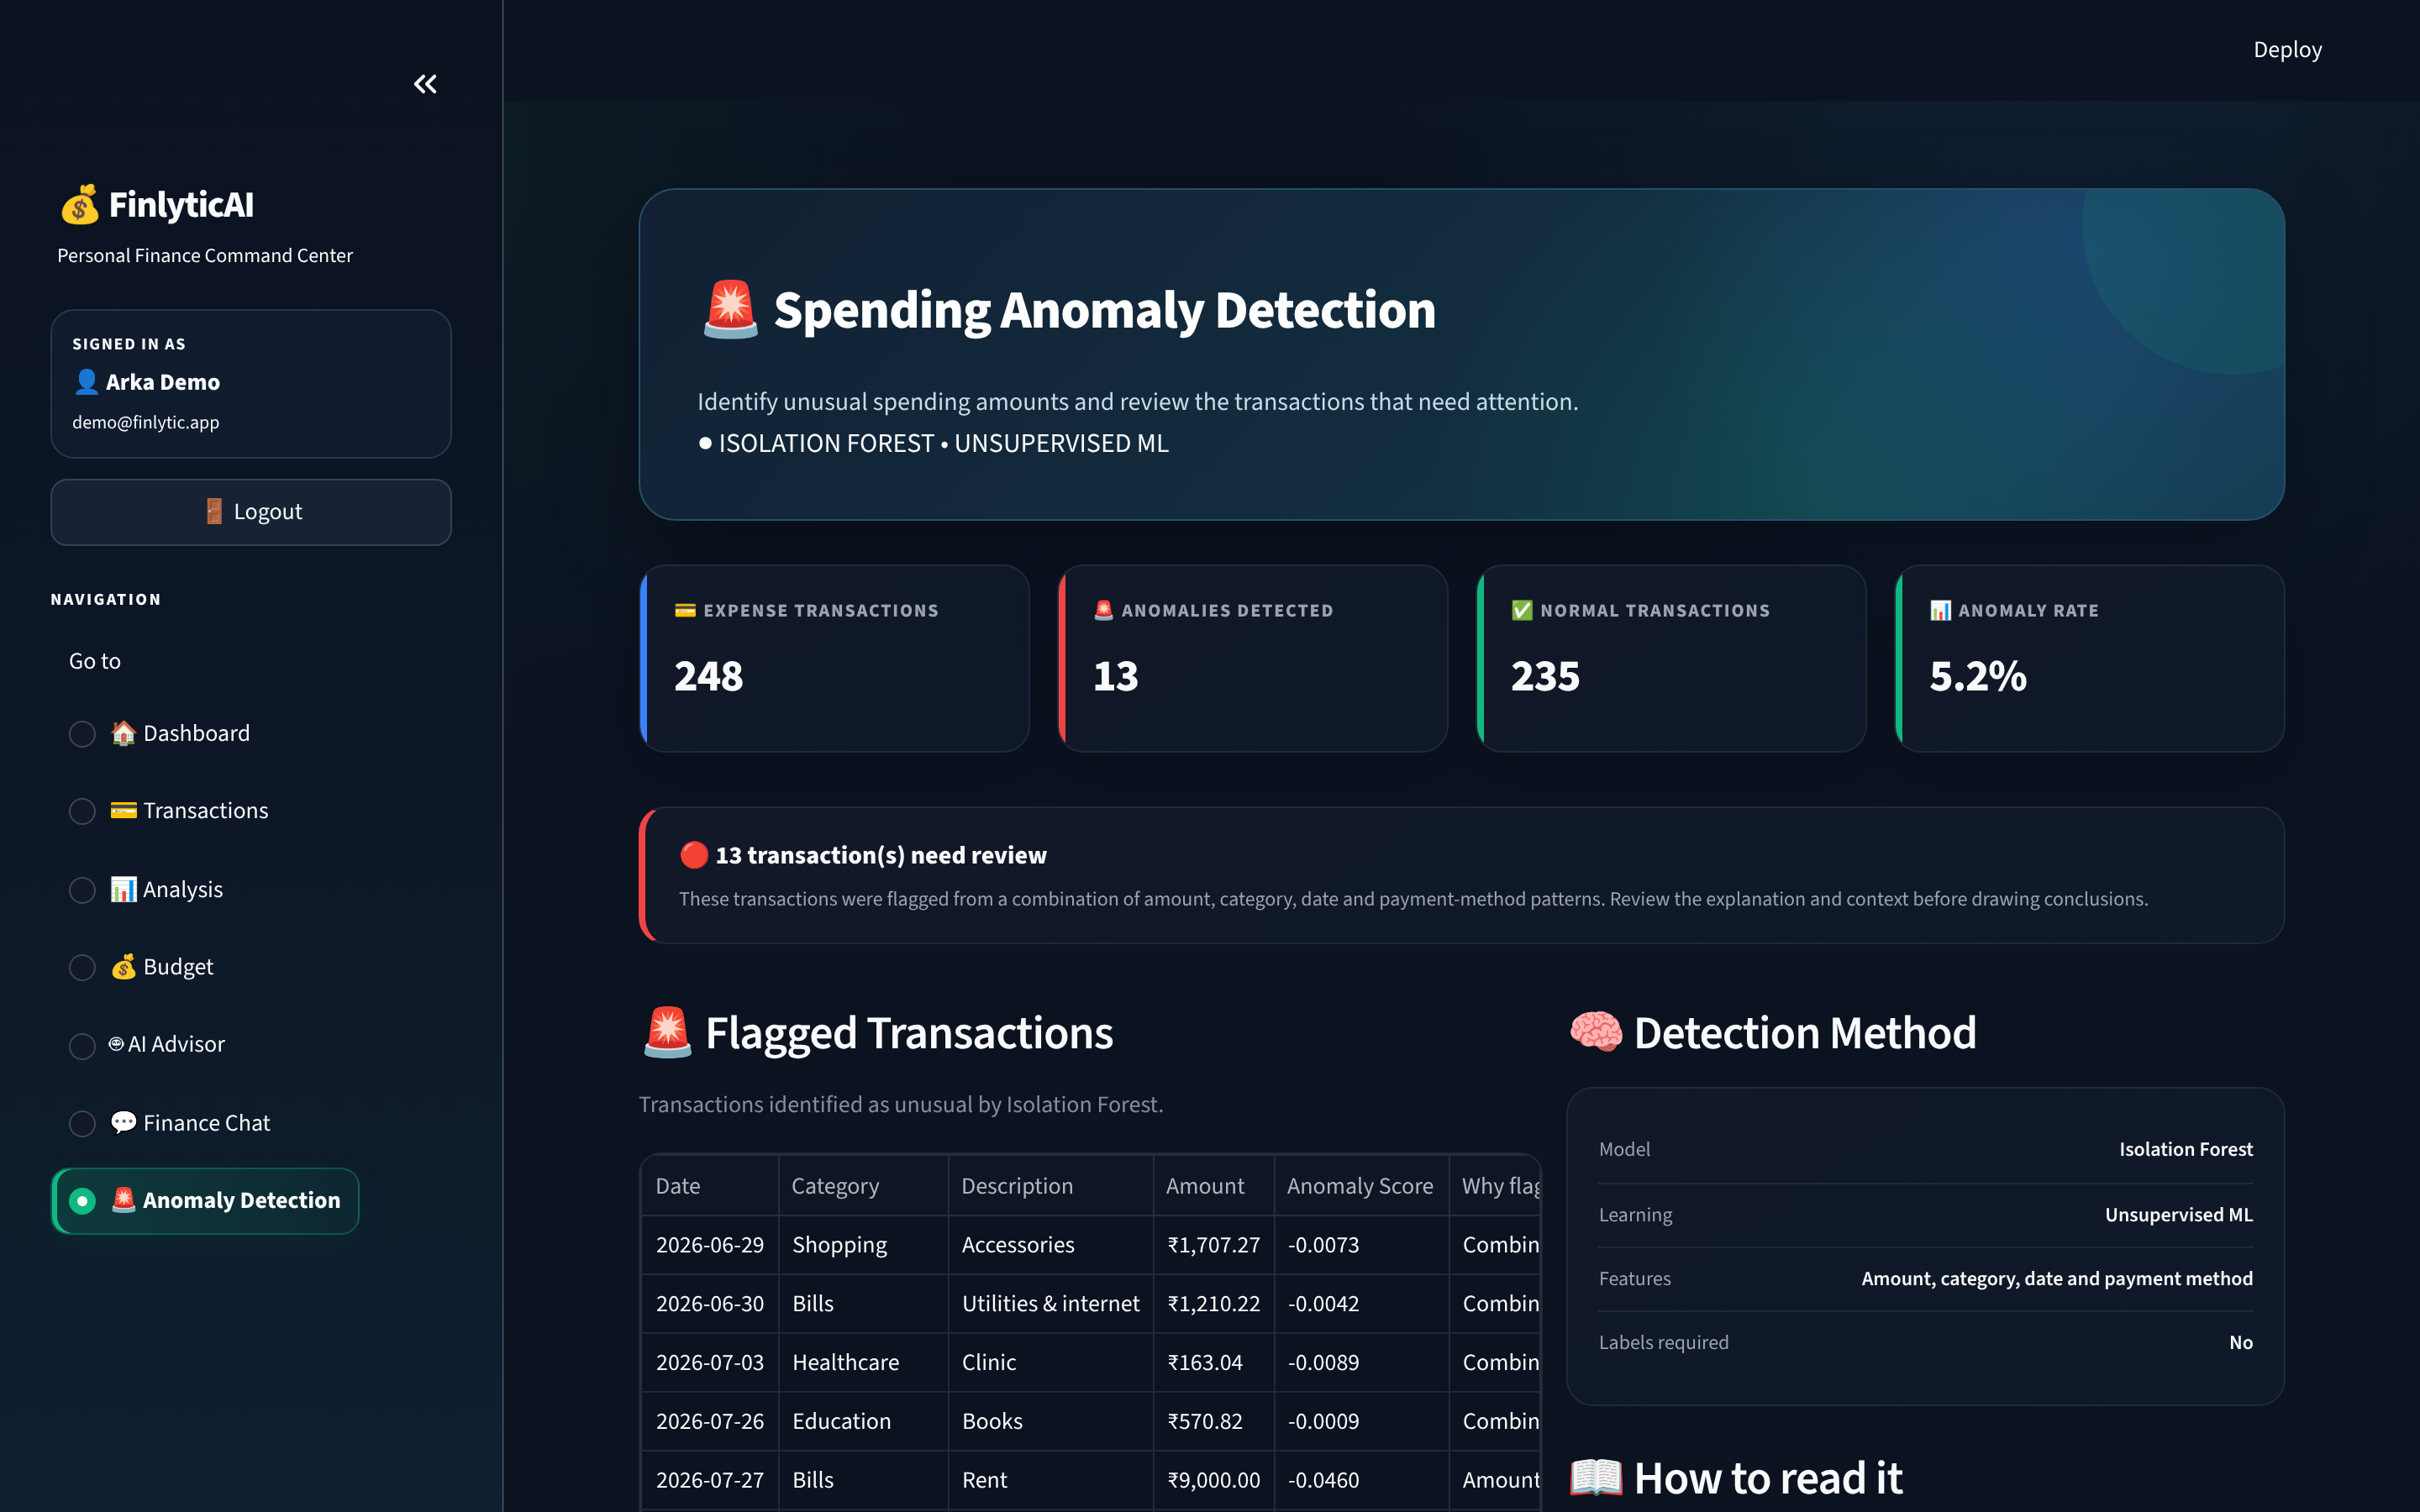 Deploy
💰 FinlyticAI
Personal Finance Command Center
SIGNED IN AS
👤 Arka Demo
demo@finlytic.app
🚪 Logout
NAVIGATION
Go to
🏠 Dashboard
💳 Transactions
📊 Analysis
💰 Budget
AI Advisor
💬 Finance Chat
🚨 Anomaly Detection
🚨 Spending Anomaly Detection
Identify unusual spending amounts and review the transactions that need attention.
● ISOLATION FOREST • UNSUPERVISED ML
💳 EXPENSE TRANSACTIONS
248
🚨 ANOMALIES DETECTED
13
✅ NORMAL TRANSACTIONS
235
📊 ANOMALY RATE
5.2%
🔴 13 transaction(s) need review
These transactions were flagged from a combination of amount, category, date and payment-method patterns. Review the explanation and context before drawing conclusions.
🚨 Flagged Transactions
Transactions identified as unusual by Isolation Forest.
Date Category Description Amount Anomaly Score Why flag
2026-06-29 Shopping Accessories ₹1,707.27 -0.0073 Combin
2026-06-30 Bills Utilities & internet ₹1,210.22 -0.0042 Combin
2026-07-03 Healthcare Clinic ₹163.04 -0.0089 Combin
2026-07-26 Education Books ₹570.82 -0.0009 Combin
2026-07-27 Bills Rent ₹9,000.00 -0.0460 Amount
🧠 Detection Method
Model Isolation Forest
Learning Unsupervised ML
Features Amount, category, date and payment method
Labels required No
📖 How to read it